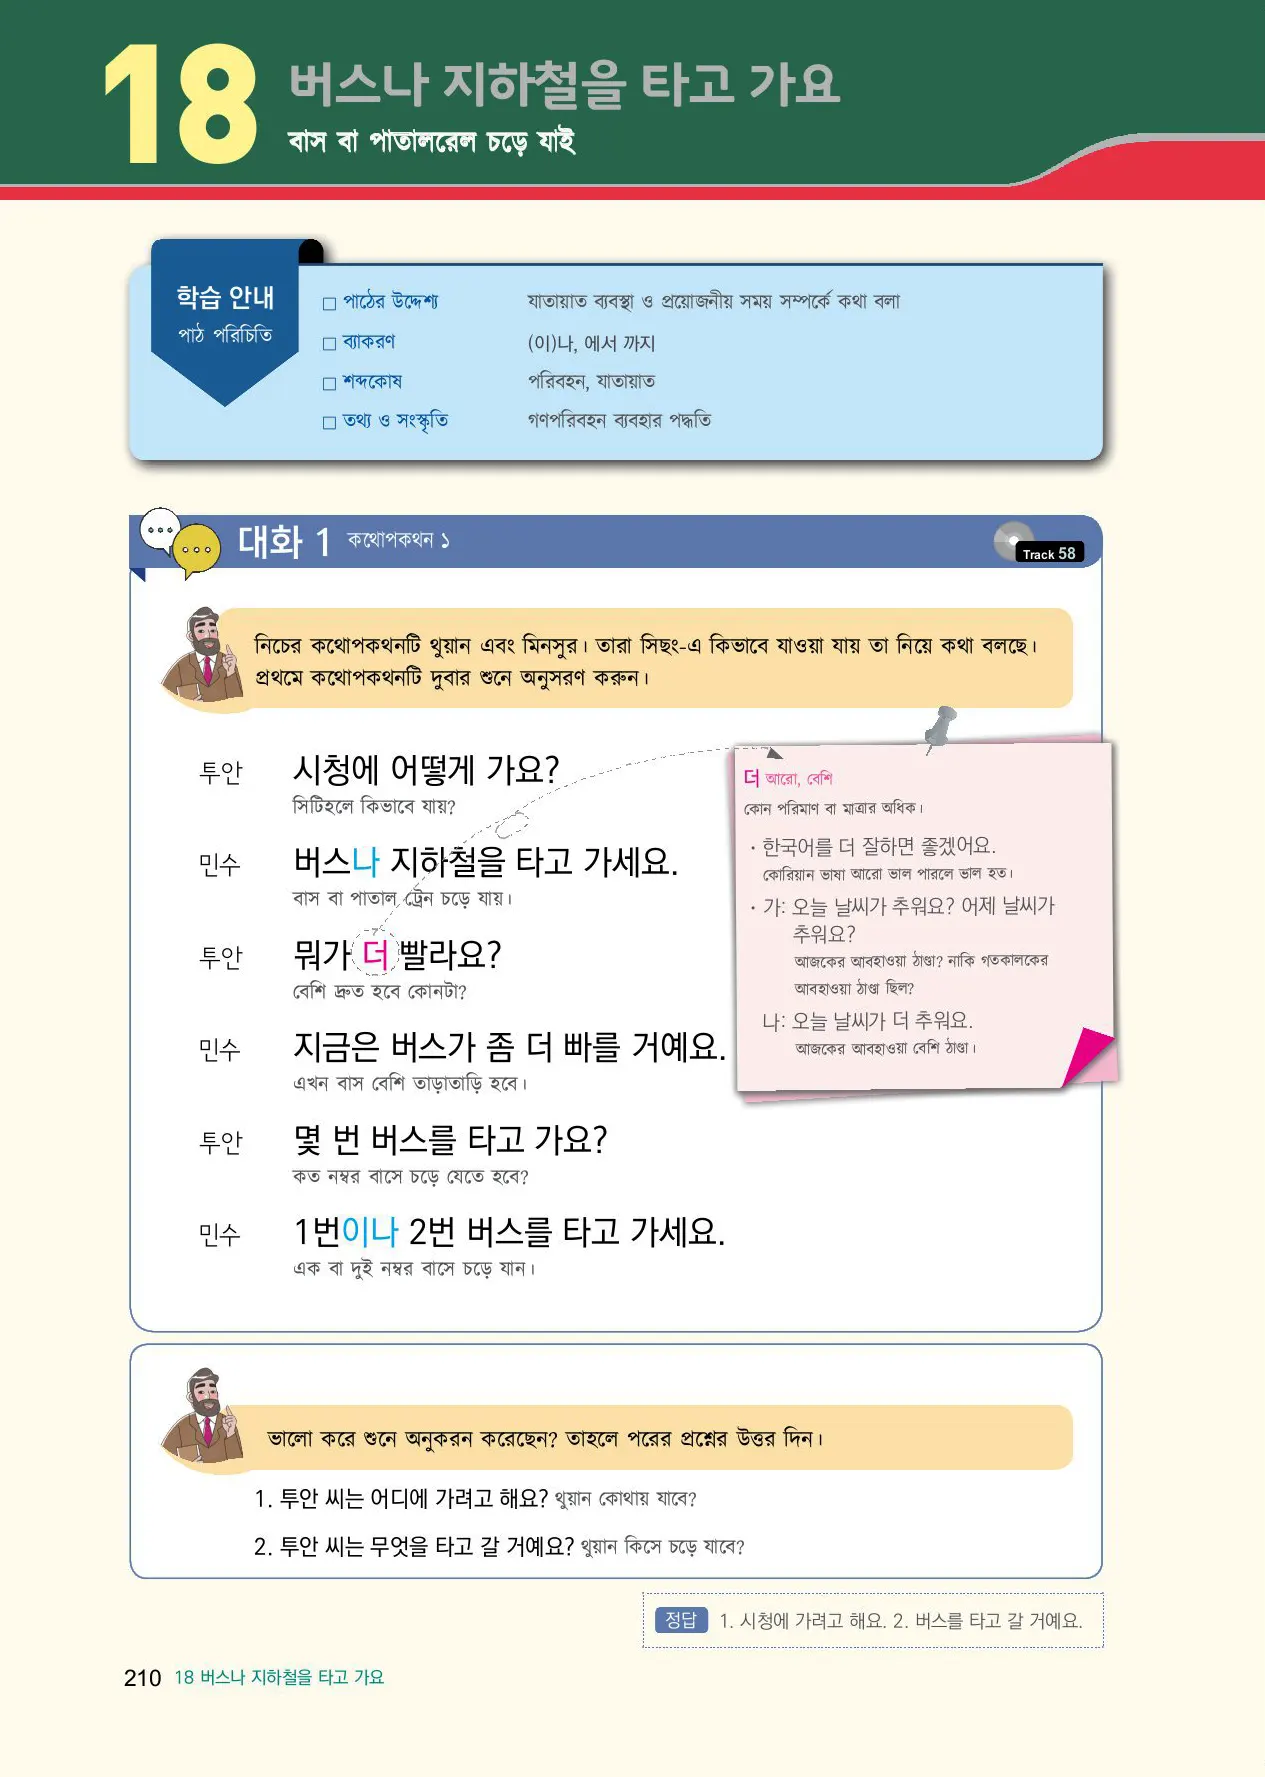 18
버스나 지하철을 타고 가요
বাস বা পাতালরেল চড়ে যাই
학습 안내
পাঠ পরিচিতি
□ পাঠের উদ্দেশ্য যাতায়াত ব্যবস্থা ও প্রয়োজনীয় সময় সম্পর্কে কথা বলা
□ ব্যাকরণ (이)나, 에서 까지
□ শব্দকোষ পরিবহন, যাতায়াত
□ তথ্য ও সংস্কৃতি গণপরিবহন ব্যবহার পদ্ধতি
대화 1 কথোপকথন ১
Track 58
নিচের কথোপকথনটি থুয়ান এবং মিনসুর। তারা সিছং-এ কিভাবে যাওয়া যায় তা নিয়ে কথা বলছে।
প্রথমে কথোপকথনটি দুবার শুনে অনুসরণ করুন।
투안 시청에 어떻게 가요?
সিটিহলে কিভাবে যায়?
민수 버스나 지하철을 타고 가세요.
বাস বা পাতাল ট্রেন চড়ে যায়।
투안 뭐가 더 빨라요?
বেশি দ্রুত হবে কোনটা?
민수 지금은 버스가 좀 더 빠를 거예요.
এখন বাস বেশি তাড়াতাড়ি হবে।
투안 몇 번 버스를 타고 가요?
কত নম্বর বাসে চড়ে যেতে হবে?
민수 1번이나 2번 버스를 타고 가세요.
এক বা দুই নম্বর বাসে চড়ে যান।
더 আরো, বেশি
কোন পরিমাণ বা মাত্রার অধিক।
· 한국어를 더 잘하면 좋겠어요.
কোরিয়ান ভাষা আরো ভাল পারলে ভাল হত।
· 가: 오늘 날씨가 추워요? 어제 날씨가
추워요?
আজকের আবহাওয়া ঠাণ্ডা? নাকি গতকালকের
আবহাওয়া ঠাণ্ডা ছিল?
나: 오늘 날씨가 더 추워요.
আজকের আবহাওয়া বেশি ঠাণ্ডা।
ভালো করে শুনে অনুকরন করেছেন? তাহলে পরের প্রশ্নের উত্তর দিন।
1. 투안 씨는 어디에 가려고 해요? থুয়ান কোথায় যাবে?
2. 투안 씨는 무엇을 타고 갈 거예요? থুয়ান কিসে চড়ে যাবে?
정답 1. 시청에 가려고 해요. 2. 버스를 타고 갈 거예요.
210 18 버스나 지하철을 타고 가요